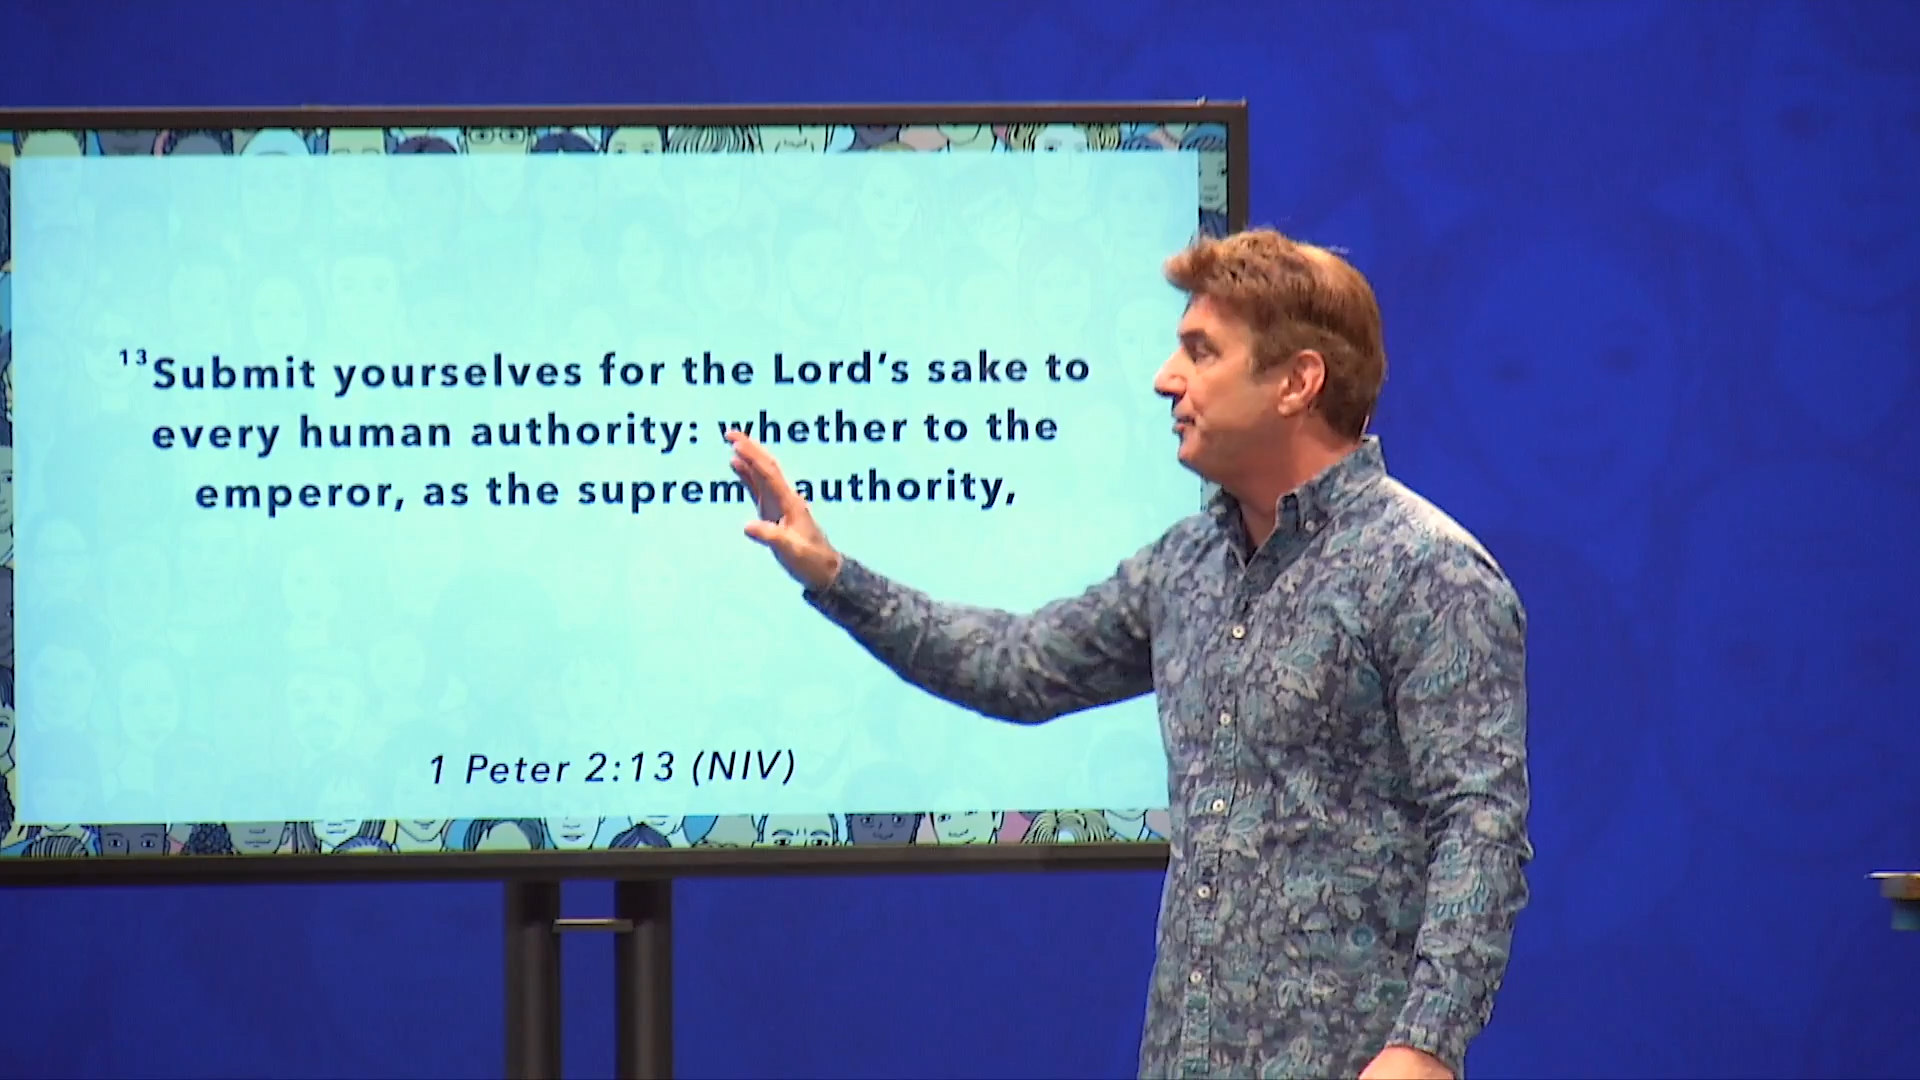 ¹³Submit yourselves for the Lord's sake to
every human authority: whether to the
emperor, as the supreme authority,
1 Peter 2:13 (NIV)